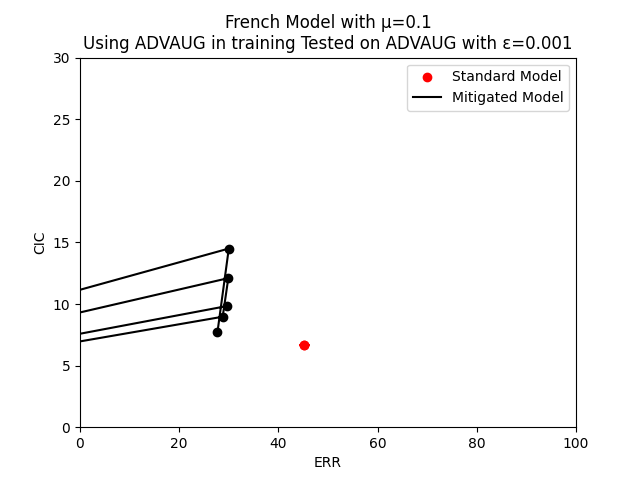 French Model with μ=0.1
Using ADVAUG in training Tested on ADVAUG with ε=0.001
Standard Model
Mitigated Model
30
25
20
15
10
5
0
CIC
0 20 40 60 80 100
ERR